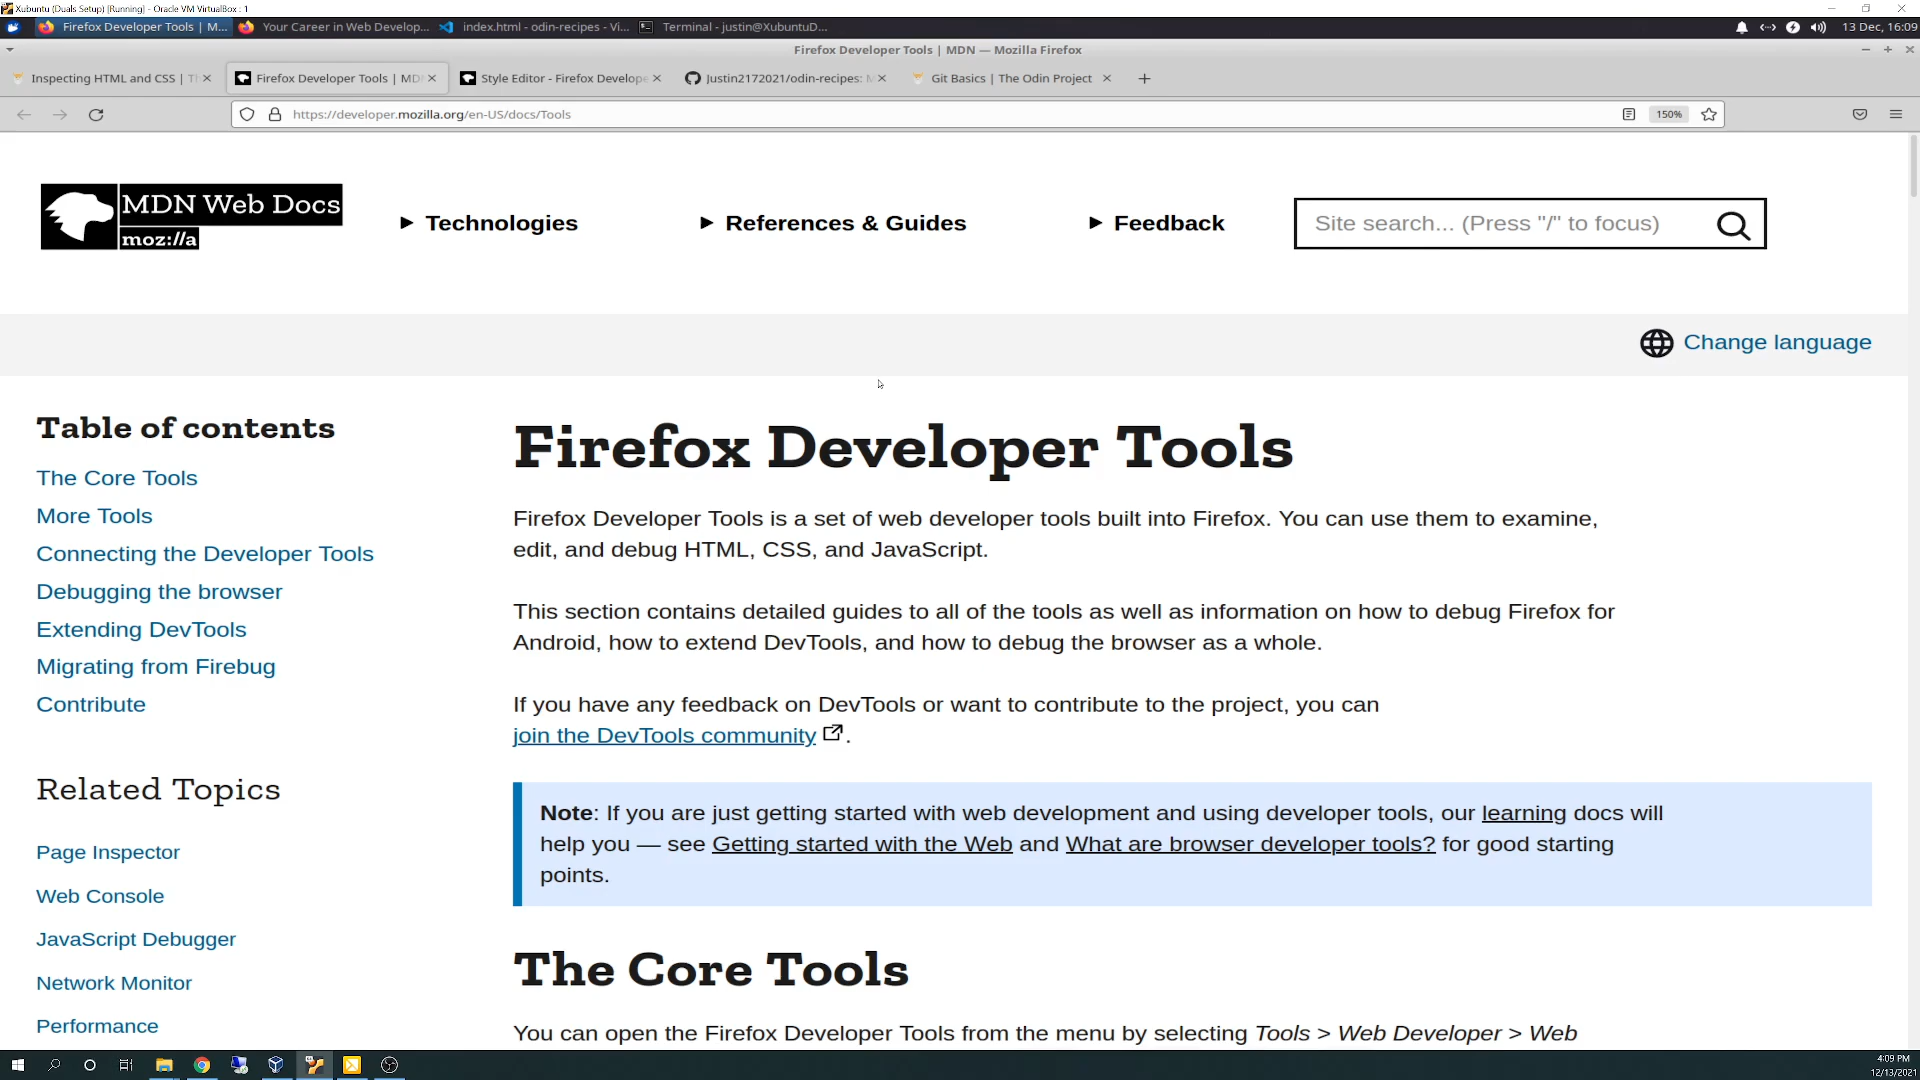 Xubuntu (Duals Setup) [Running] - Oracle VM VirtualBox : 1
Firefox Developer Tools | M...
Your Career in Web Develop...
index.html - odin-recipes - Vi...
Terminal - justin@XubuntuD...
13 Dec, 16:09
Firefox Developer Tools | MDN — Mozilla Firefox
Inspecting HTML and CSS | T
Firefox Developer Tools | MD
Style Editor - Firefox Develope
Justin2172021/odin-recipes: M
Git Basics | The Odin Project
https://developer.mozilla.org/en-US/docs/Tools
150%
MDN Web Docs
moz://a
Technologies
References & Guides
Feedback
Site search... (Press "/" to focus)
Change language
Table of contents
The Core Tools
More Tools
Connecting the Developer Tools
Debugging the browser
Extending DevTools
Migrating from Firebug
Contribute
Related Topics
Page Inspector
Web Console
JavaScript Debugger
Network Monitor
Performance
Firefox Developer Tools
Firefox Developer Tools is a set of web developer tools built into Firefox. You can use them to examine,
edit, and debug HTML, CSS, and JavaScript.
This section contains detailed guides to all of the tools as well as information on how to debug Firefox for
Android, how to extend DevTools, and how to debug the browser as a whole.
If you have any feedback on DevTools or want to contribute to the project, you can
join the DevTools community.
Note: If you are just getting started with web development and using developer tools, our learning docs will
help you — see Getting started with the Web and What are browser developer tools? for good starting
points.
The Core Tools
You can open the Firefox Developer Tools from the menu by selecting Tools > Web Developer > Web
4:09 PM
12/13/2021